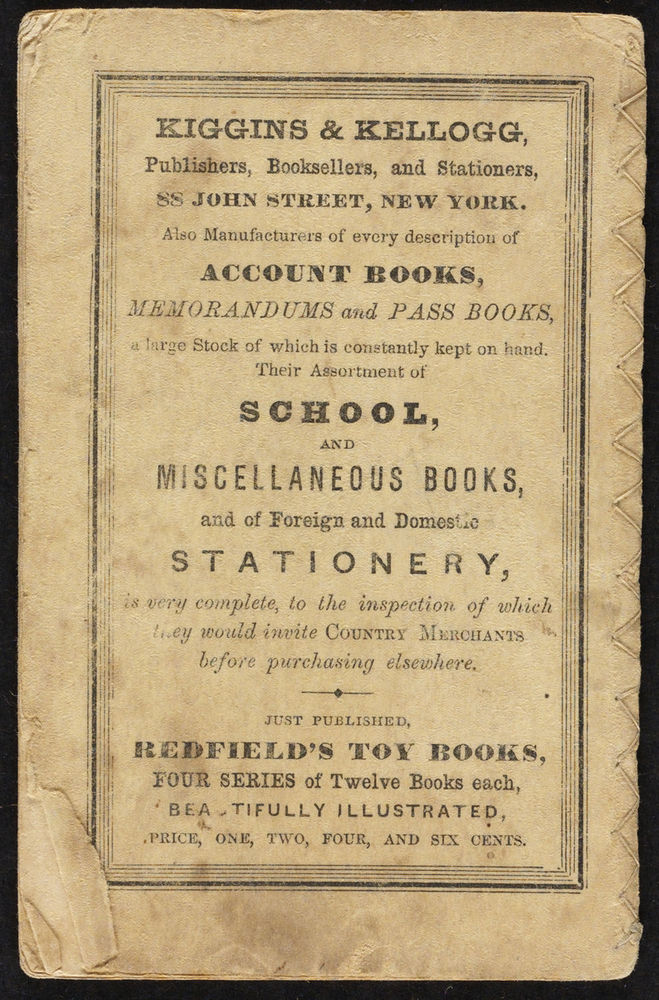 KIGGINS & KELLOGG,
Publishers, Booksellers, and Stationers,
88 JOHN STREET, NEW YORK.
Also Manufacturers of every description of
ACCOUNT BOOKS,
MEMORANDUMS and PASS BOOKS,
a large Stock of which is constantly kept on hand.
Their Assortment of
SCHOOL,
AND
MISCELLANEOUS BOOKS,
and of Foreign and Domestic
STATIONERY,
is very complete, to the inspection of which
they would invite COUNTRY MERCHANTS
before purchasing elsewhere.
JUST PUBLISHED,
REDFIELD'S TOY BOOKS,
FOUR SERIES of Twelve Books each,
BEAUTIFULLY ILLUSTRATED,
PRICE, ONE, TWO, FOUR, AND SIX CENTS.